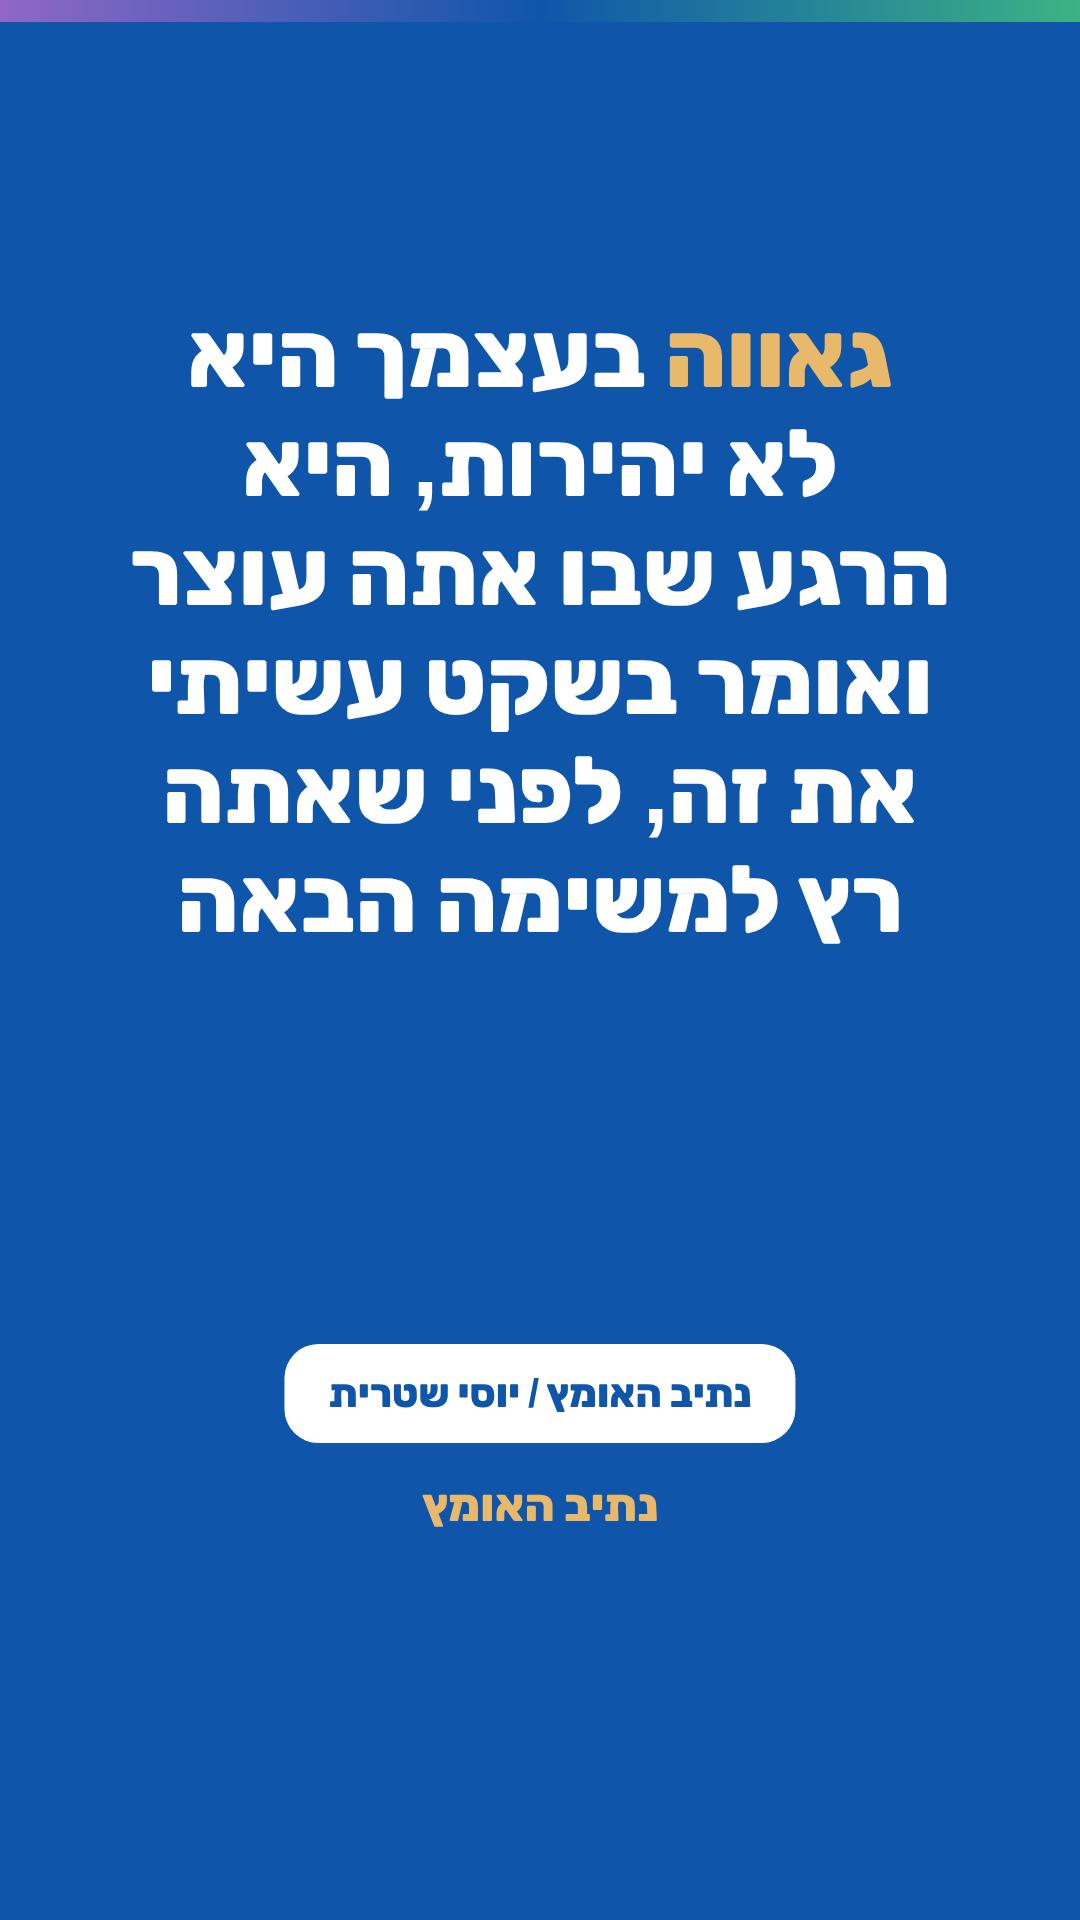 גאווה בעצמך היא
לא יהירות, היא
הרגע שבו אתה עוצר
ואומר בשקט עשיתי
את זה, לפני שאתה
רץ למשימה הבאה
נתיב האומץ / יוסי שטרית
נתיב האומץ